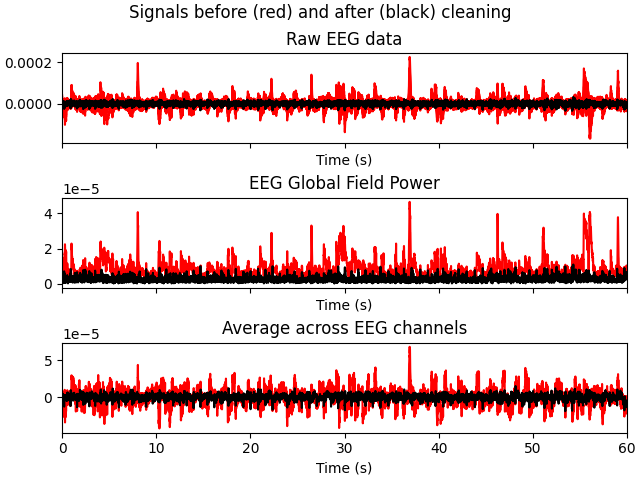 Signals before (red) and after (black) cleaning
Raw EEG data
0.0002
0.0000
Time (s)
EEG Global Field Power
1e−5
4
2
0
Time (s)
Average across EEG channels
1e−5
5
0
0 10 20 30 40 50 60
Time (s)